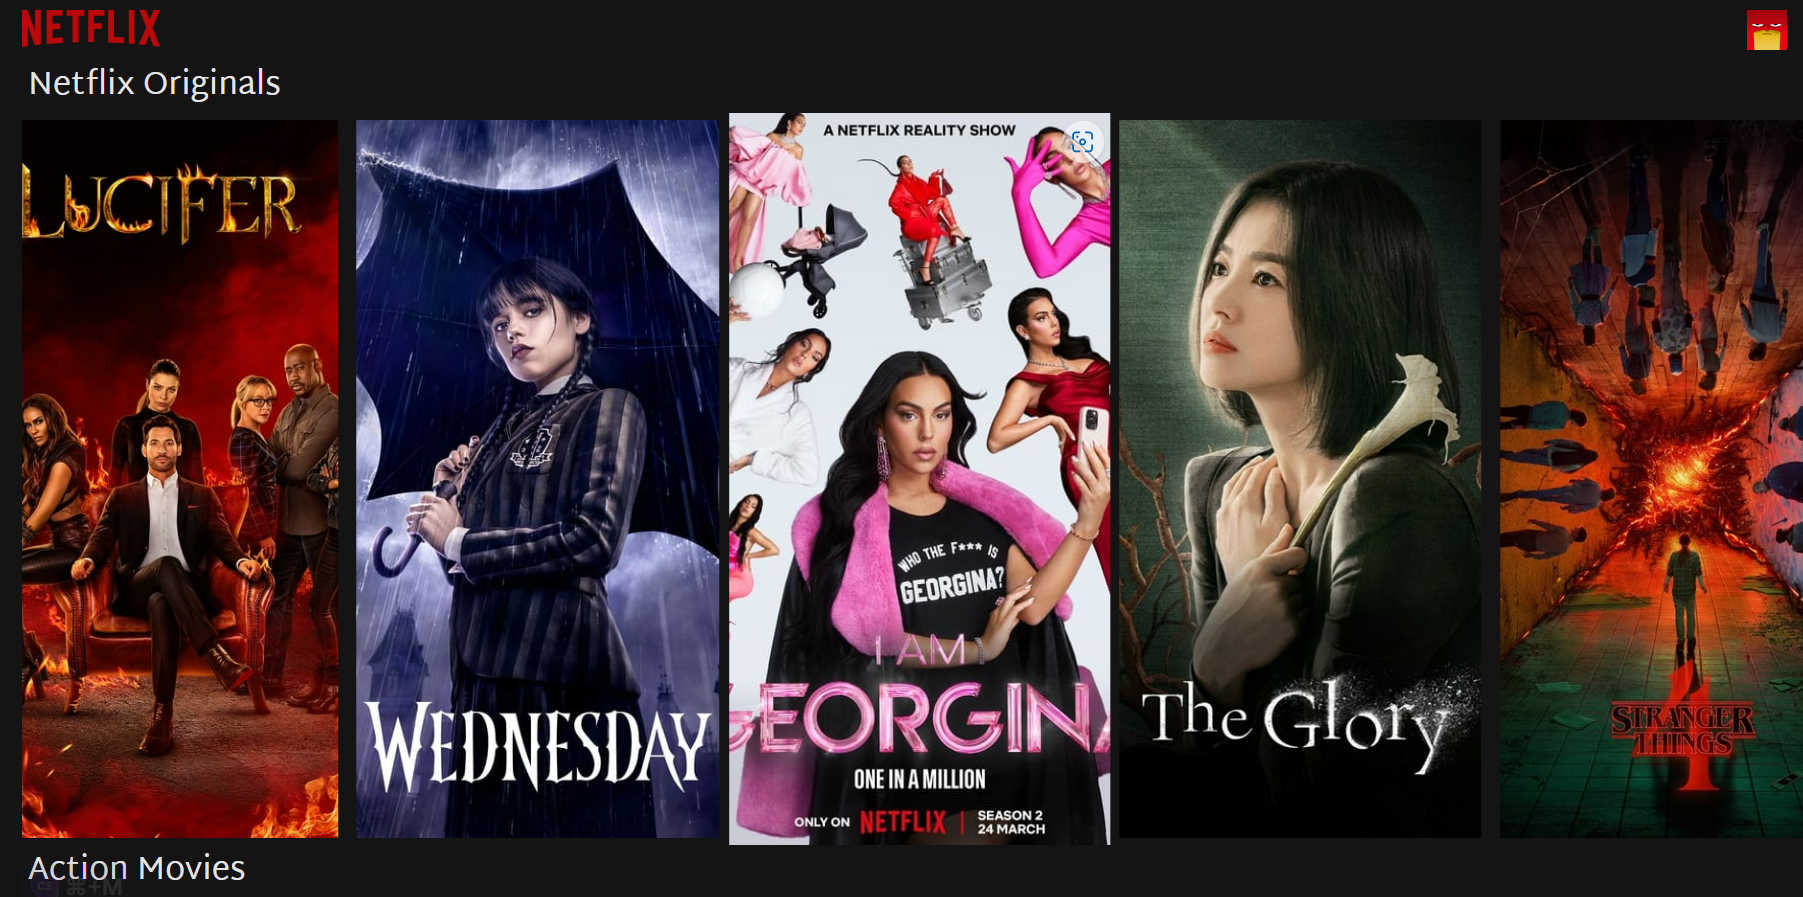 NETFLIX
Netflix Originals
LUCIFER
WEDNESDAY
A NETFLIX REALITY SHOW
WHO THE F*** IS
GEORGINA?
I AM
GEORGINA
ONE IN A MILLION
ONLY ON NETFLIX | SEASON 2
24 MARCH
The Glory
STRANGER
THINGS
4
Action Movies
CS ⌘+M